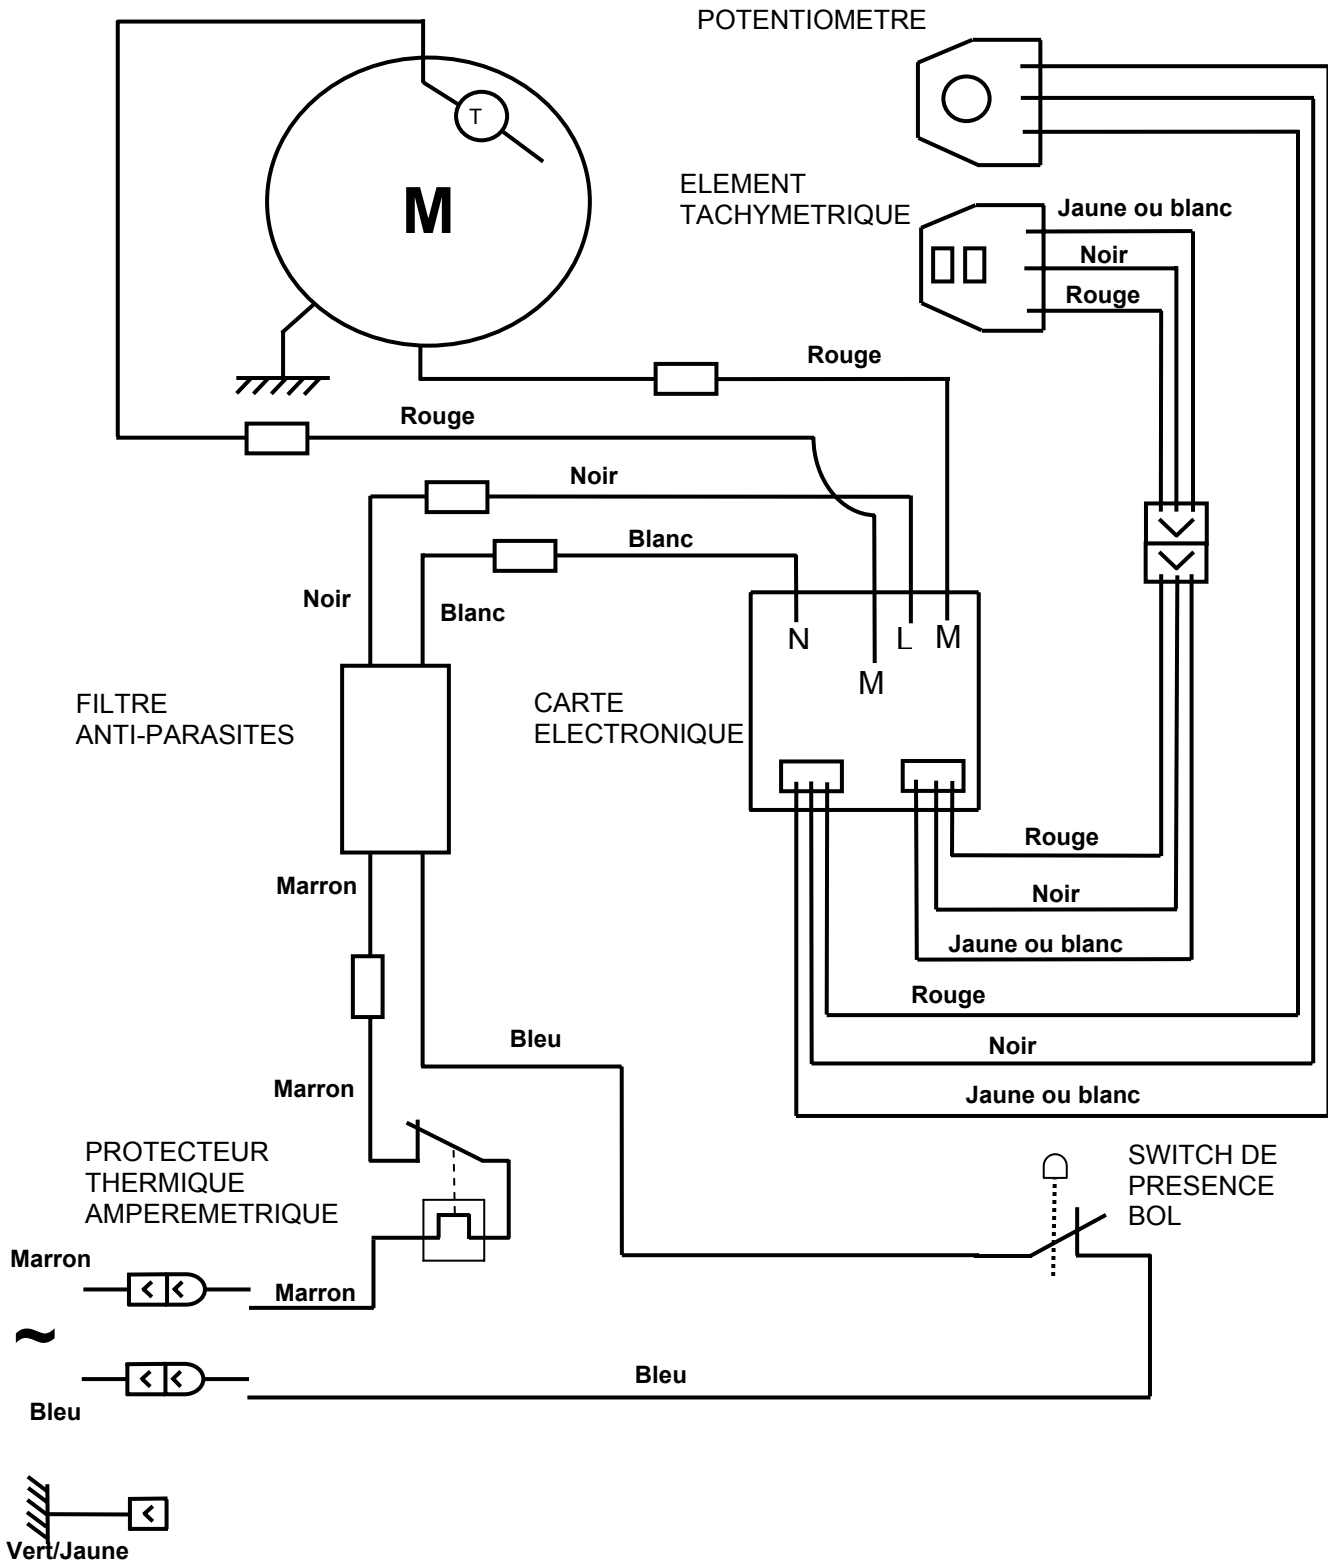 POTENTIOMETRE
T
M
ELEMENT
TACHYMETRIQUE
Jaune ou blanc
Noir
Rouge
Rouge
Rouge
Noir
Blanc
Noir
Blanc
N
L
M
M
FILTRE
ANTI-PARASITES
CARTE
ELECTRONIQUE
Rouge
Marron
Noir
Jaune ou blanc
Rouge
Bleu
Noir
Marron
Jaune ou blanc
PROTECTEUR
THERMIQUE
AMPEREMETRIQUE
SWITCH DE
PRESENCE
BOL
Marron
Marron
~
Bleu
Bleu
Vert/Jaune